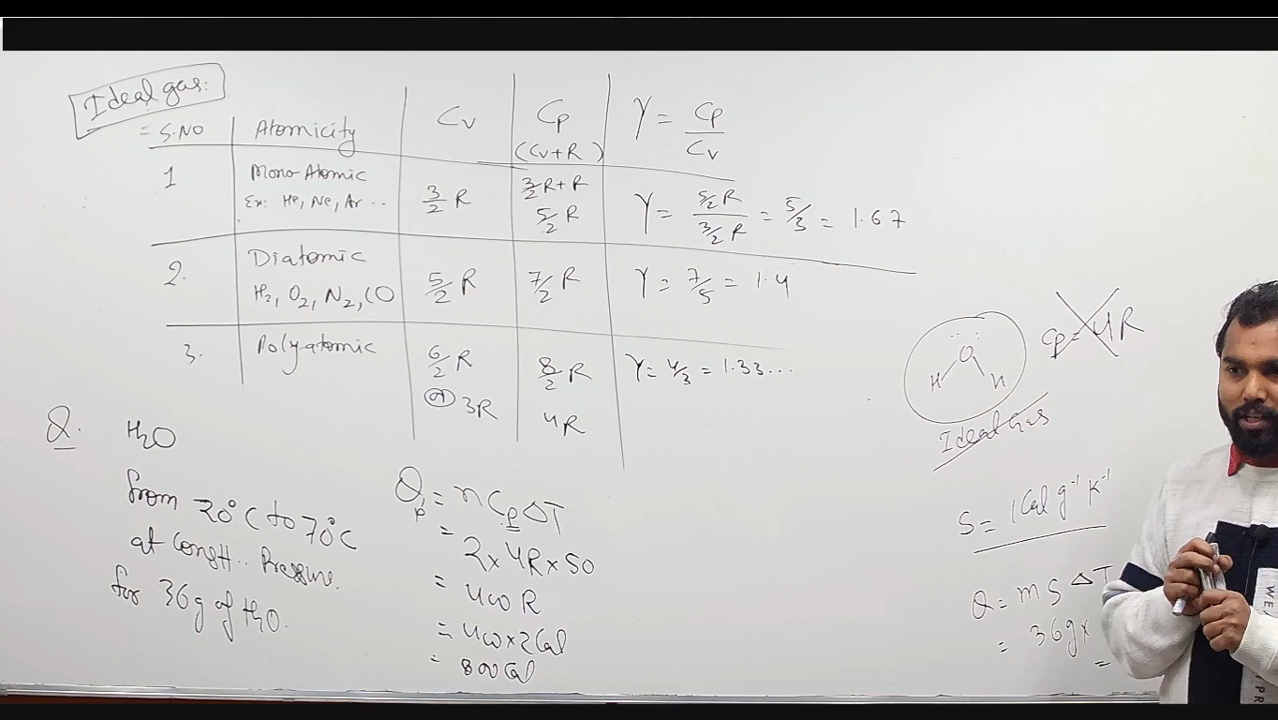 Ideal gas:
S.NO Atomicity Cv Cp (Cv+R) γ = Cp/Cv
1 Mono Atomic 3/2 R 3/2 R + R γ = 5/2 R / 3/2 R = 5/3 = 1.67
Ex: He, Ne, Ar .. 5/2 R
2. Diatomic 5/2 R 7/2 R γ = 7/5 = 1.4
H2, O2, N2, CO
3. Polyatomic 6/2 R 8/2 R γ = 4/3 = 1.33...
or 3R 4R
Q. H2O
from 20°C to 70°C
at Constt.. Pressure.
for 36g of H2O.
Qp = n Cp ΔT
= 2 x 4R x 50
= 400 R
= 400 x 2 Cal
= 800 Cal
H O H
Cp = 4R
Ideal Gas
S = 1 Cal g⁻¹ K⁻¹
Q = m S ΔT
= 36g x
=